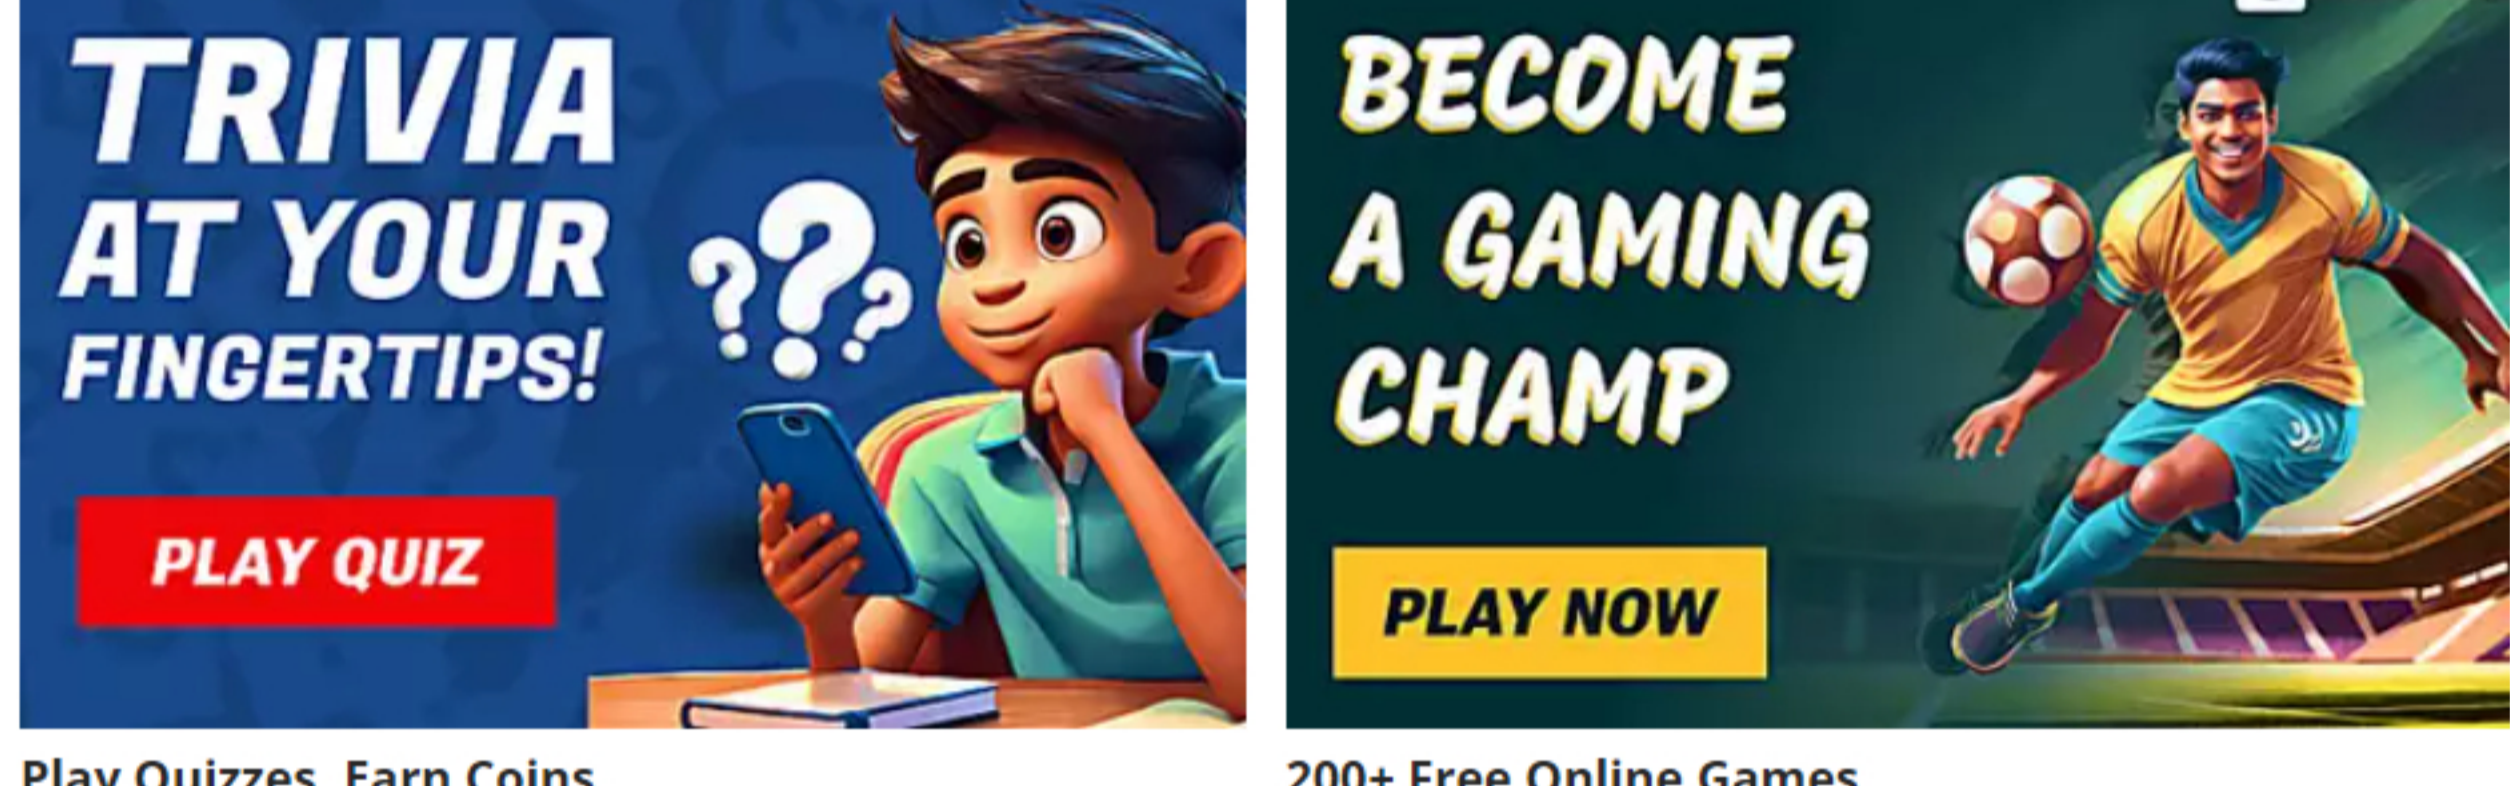 TRIVIA
AT YOUR
FINGERTIPS!
PLAY QUIZ
Play Quizzes, Earn Coins
BECOME
A GAMING
CHAMP
PLAY NOW
200+ Free Online Games